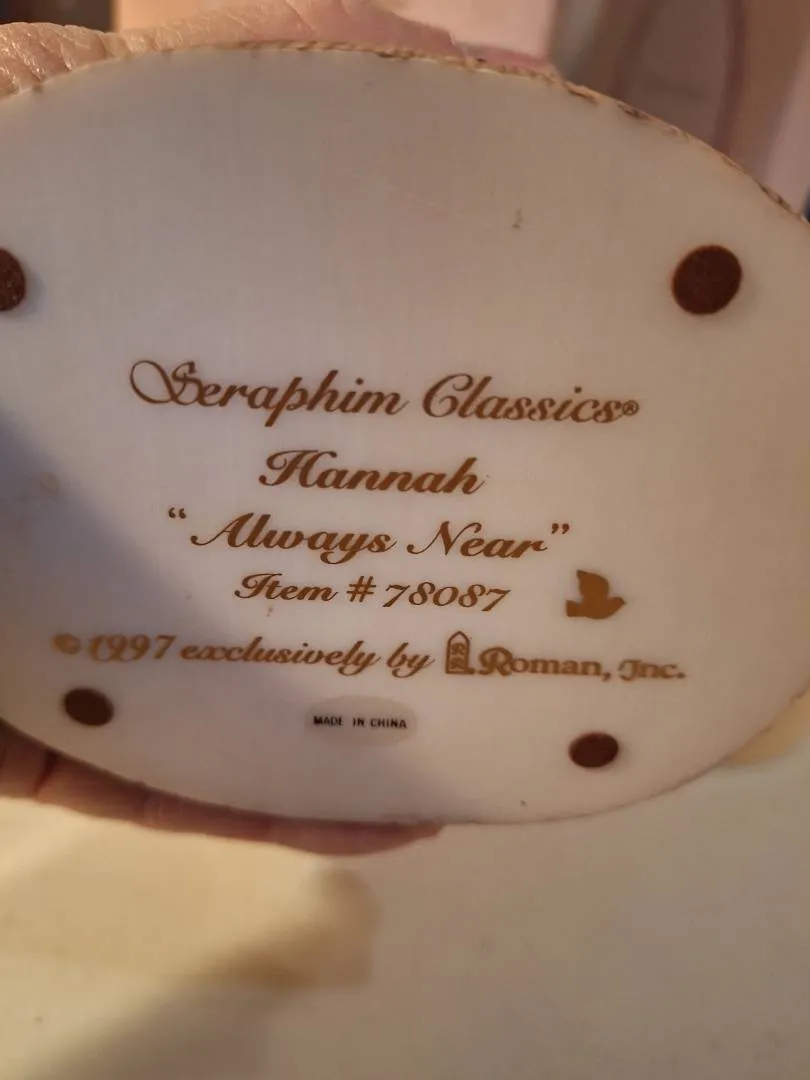 Seraphim Classics®
Hannah
“Always Near”
Item # 78087
© 1997 exclusively by Roman, Inc.
MADE IN CHINA